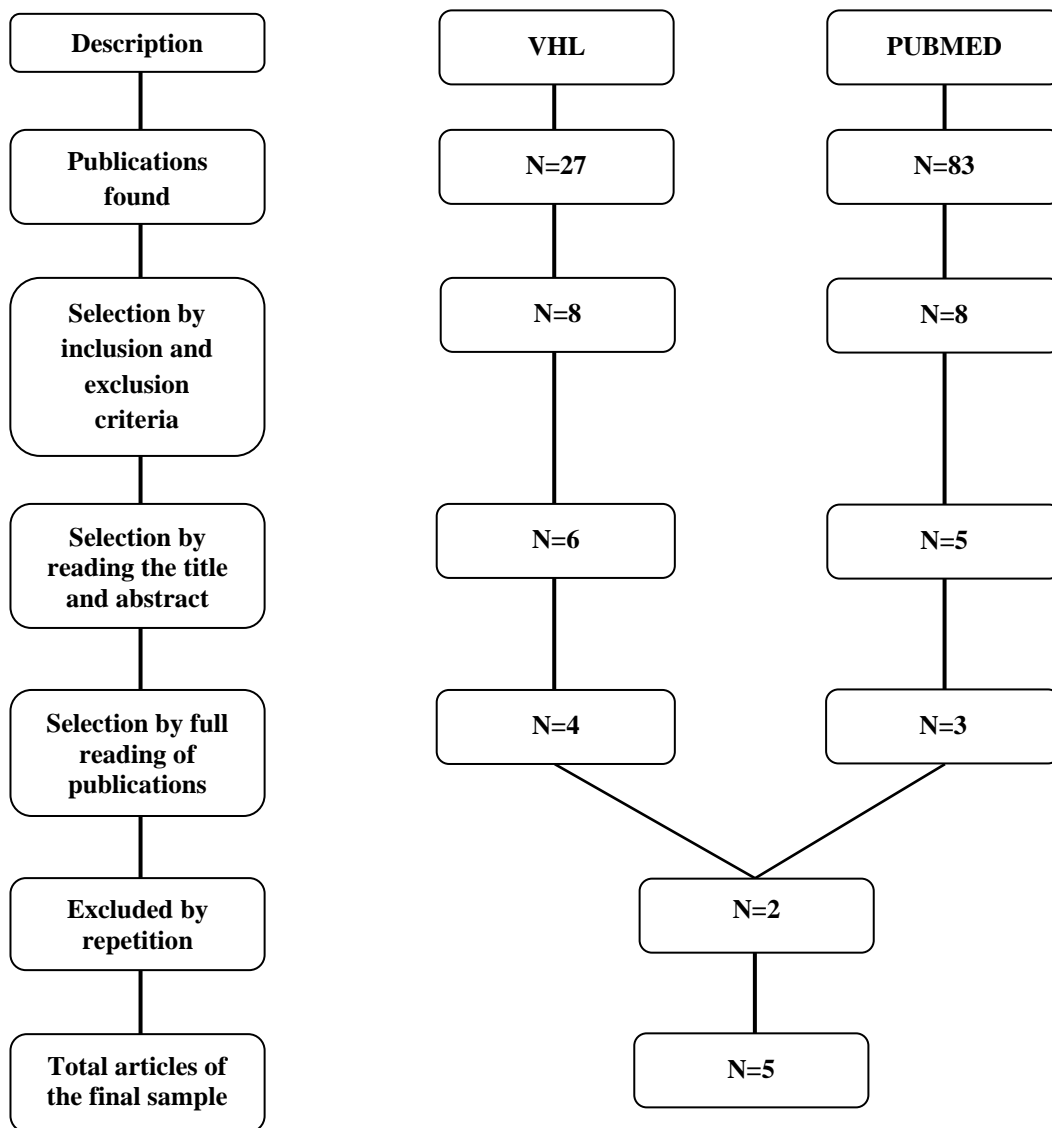 Description
VHL
PUBMED
Publications
found
N=27
N=83
Selection by
inclusion and
exclusion
criteria
N=8
N=8
Selection by
reading the title
and abstract
N=6
N=5
Selection by full
reading of
publications
N=4
N=3
Excluded by
repetition
N=2
Total articles of
the final sample
N=5